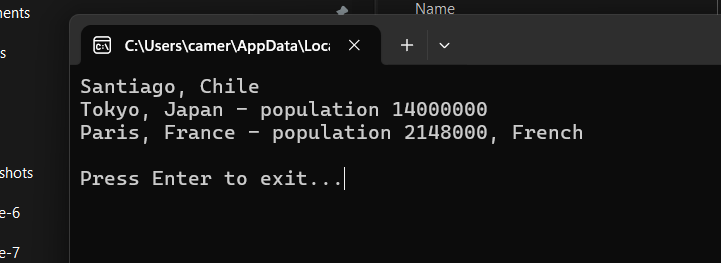 ments
Name
s
C:\Users\camer\AppData\Loca
Santiago, Chile
Tokyo, Japan - population 14000000
Paris, France - population 2148000, French
Press Enter to exit...
shots
e-6
e-7